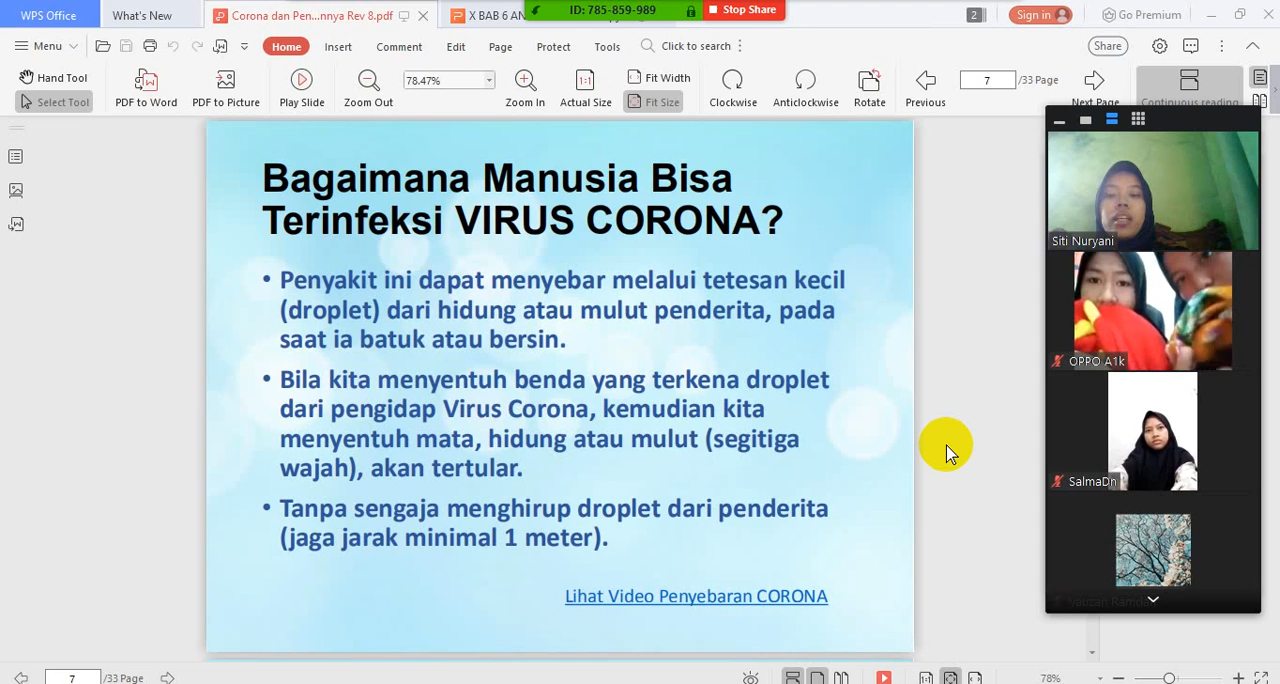 WPS Office
What's New
Corona dan Pen...nnya Rev 8.pdf
X BAB 6 AN
ID: 785-859-989
Stop Share
2
Sign in
Go Premium
Menu
Home
Insert
Comment
Edit
Page
Protect
Tools
Click to search
Share
Hand Tool
Select Tool
PDF to Word
PDF to Picture
Play Slide
Zoom Out
78.47%
Zoom In
Actual Size
Fit Width
Fit Size
Clockwise
Anticlockwise
Rotate
Previous
7 /33 Page
Next Page
Continuous reading
Bagaimana Manusia Bisa
Terinfeksi VIRUS CORONA?
• Penyakit ini dapat menyebar melalui tetesan kecil
(droplet) dari hidung atau mulut penderita, pada
saat ia batuk atau bersin.
• Bila kita menyentuh benda yang terkena droplet
dari pengidap Virus Corona, kemudian kita
menyentuh mata, hidung atau mulut (segitiga
wajah), akan tertular.
• Tanpa sengaja menghirup droplet dari penderita
(jaga jarak minimal 1 meter).
Lihat Video Penyebaran CORONA
Siti Nuryani
OPPO A1k
SalmaDn
7 /33 Page
78%